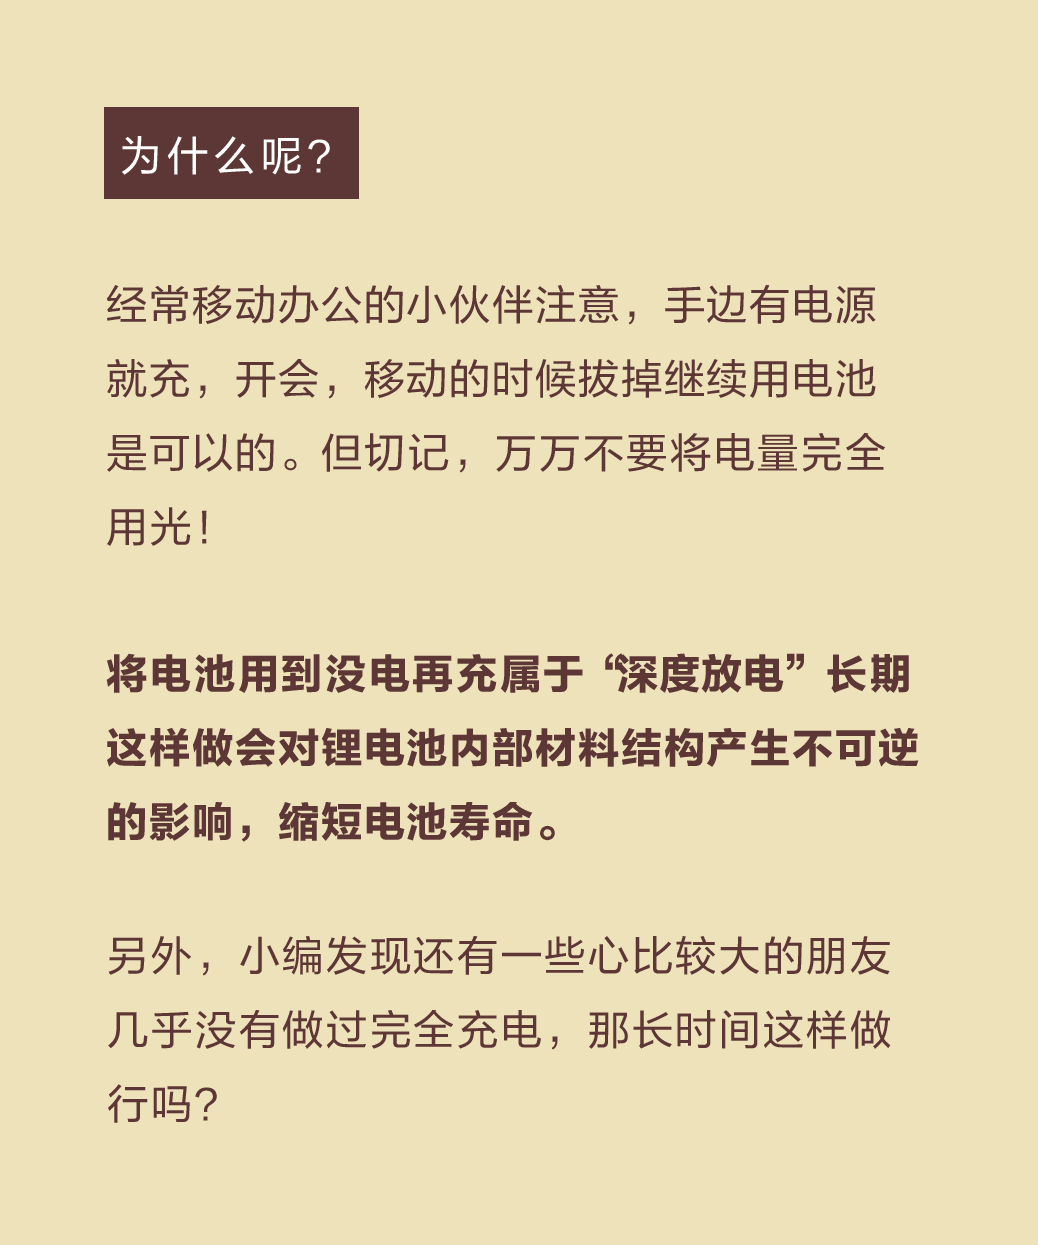 为什么呢?
经常移动办公的小伙伴注意，手边有电源
就充，开会，移动的时候拔掉继续用电池
是可以的。但切记，万万不要将电量完全
用光!
将电池用到没电再充属于“深度放电”长期
这样做会对锂电池内部材料结构产生不可逆
的影响，缩短电池寿命。
另外，小编发现还有一些心比较大的朋友
几乎没有做过完全充电，那长时间这样做
行吗?